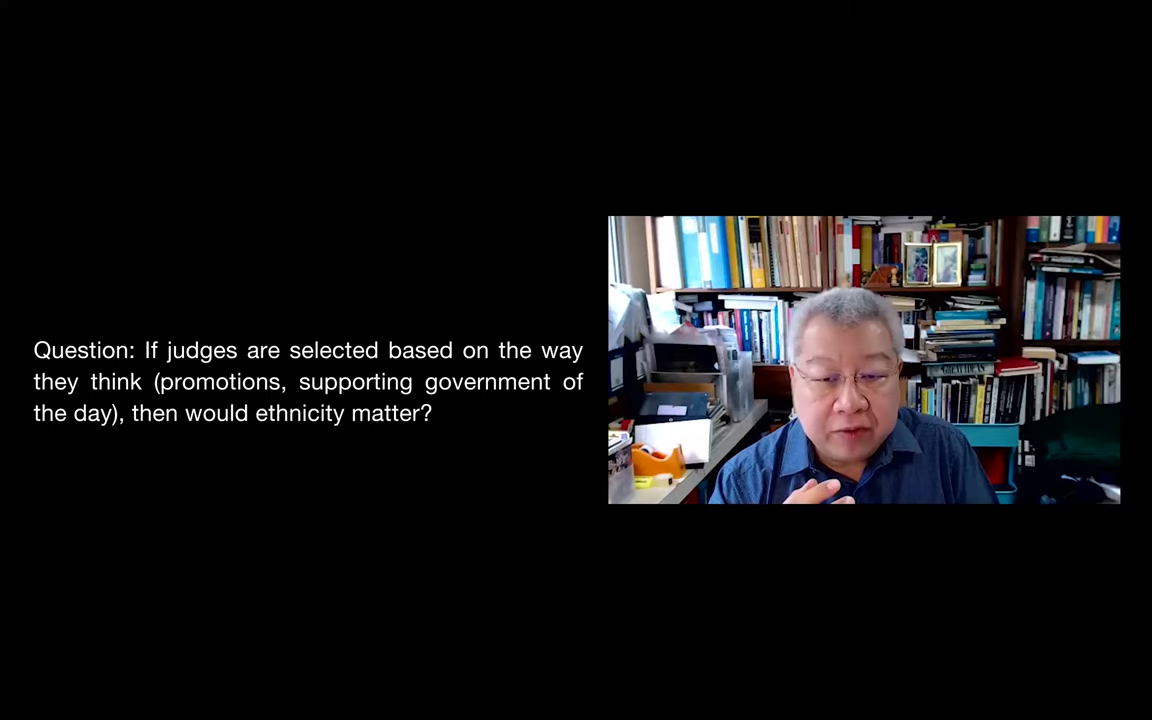 Question: If judges are selected based on the way
they think (promotions, supporting government of
the day), then would ethnicity matter?